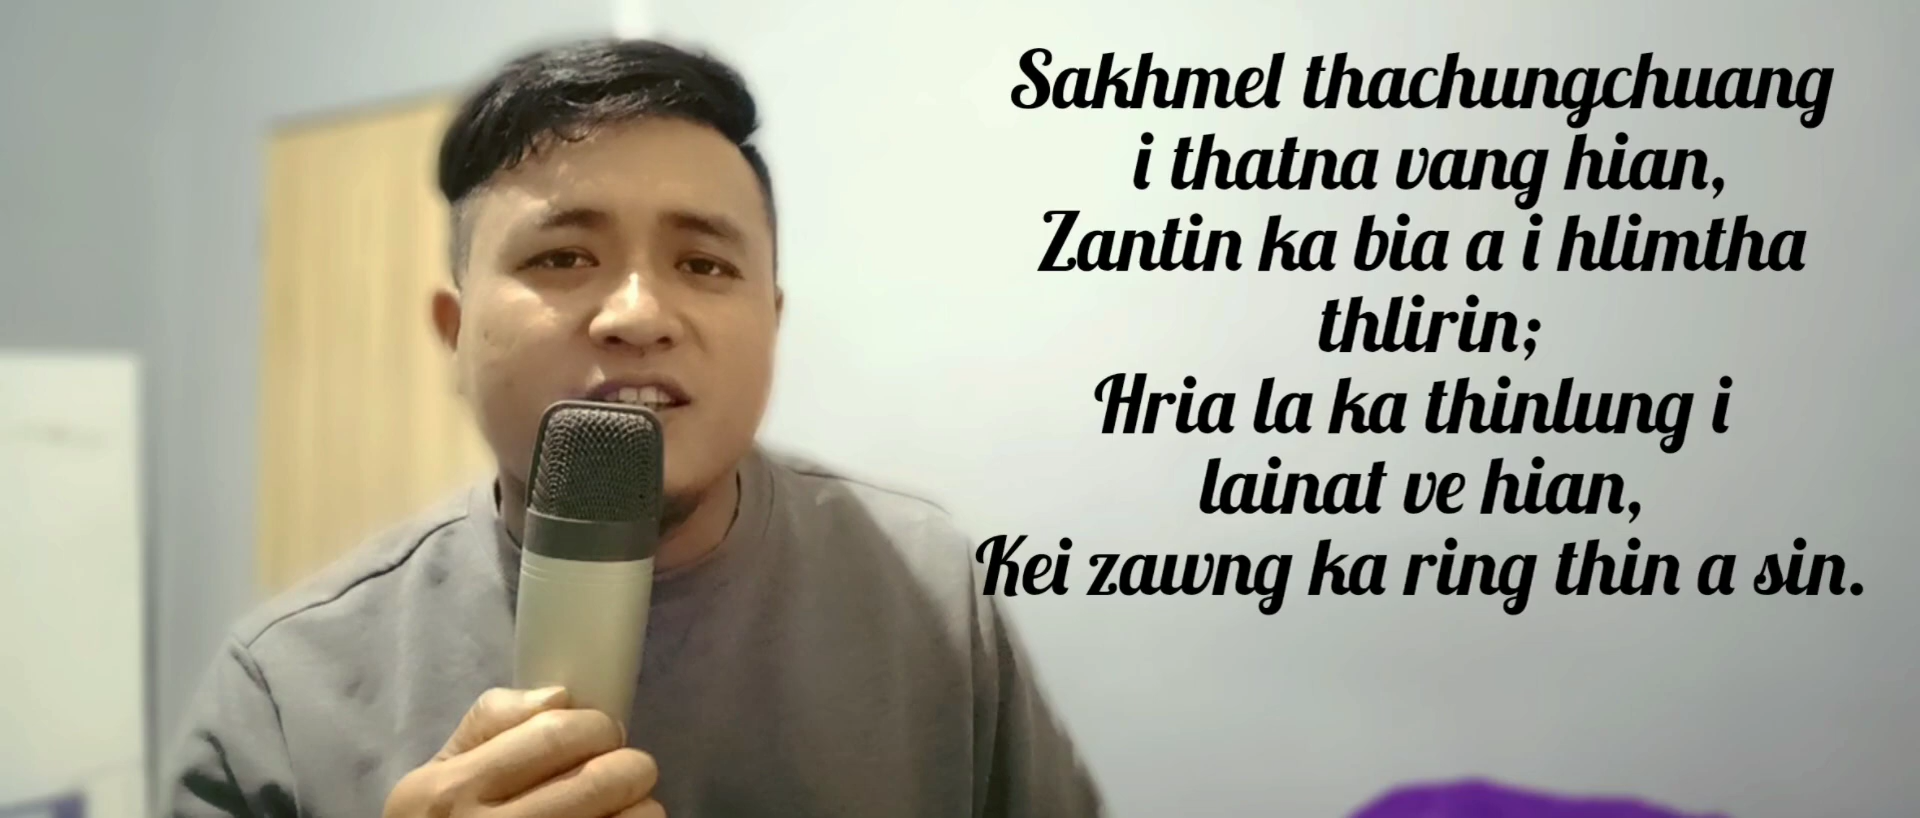 Sakhmel thachungchuang
i thatna vang hian,
Zantin ka bia a i hlimtha
thlirin;
Hria la ka thinlung i
lainat ve hian,
Kei zawng ka ring thin a sin.